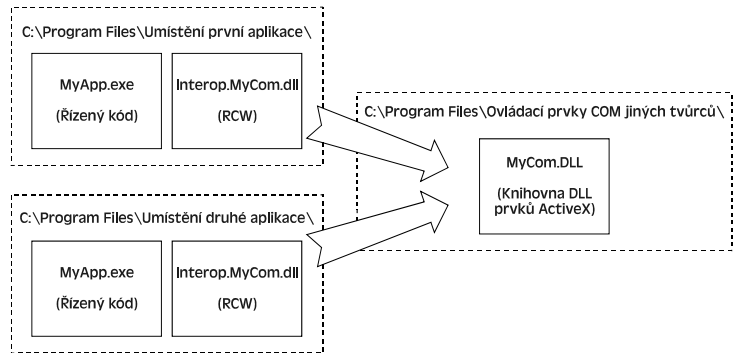 C:\Program Files\Umístění první aplikace\
MyApp.exe
(Řízený kód)
Interop.MyCom.dll
(RCW)
C:\Program Files\Ovládací prvky COM jiných tvůrců\
MyCom.DLL
(Knihovna DLL
prvků ActiveX)
C:\Program Files\Umístění druhé aplikace\
MyApp.exe
(Řízený kód)
Interop.MyCom.dll
(RCW)